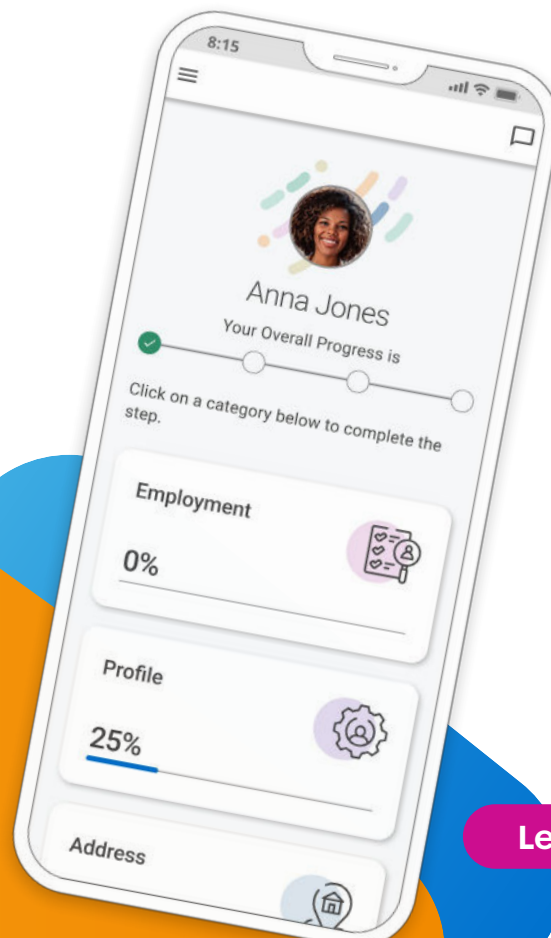 8:15
Anna Jones
Your Overall Progress is
Click on a category below to complete the
step.
Employment
0%
Profile
25%
Address
Le